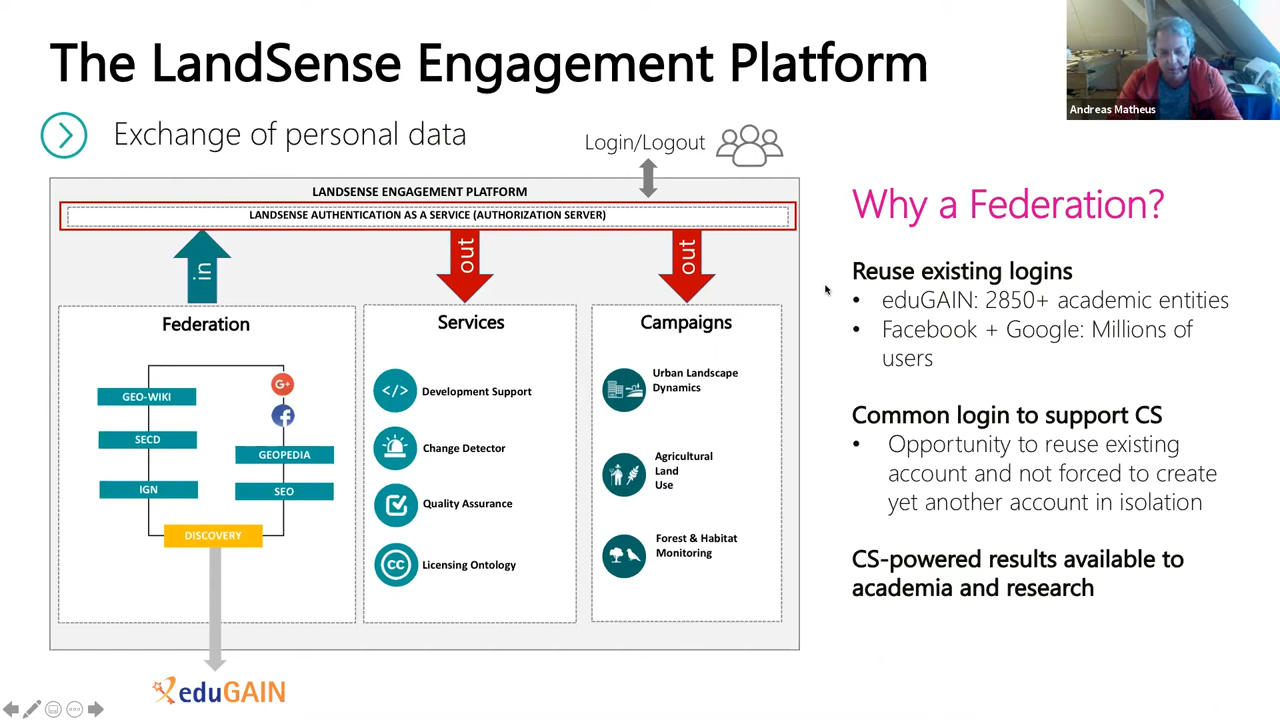 The LandSense Engagement Platform
Andreas Matheus
Exchange of personal data
Login/Logout
LANDSENSE ENGAGEMENT PLATFORM
LANDSENSE AUTHENTICATION AS A SERVICE (AUTHORIZATION SERVER)
in
out
out
Federation
G+
f
GEO-WIKI
SECD
GEOPEDIA
IGN
SEO
DISCOVERY
eduGAIN
Services
</>
Development Support
Change Detector
Quality Assurance
CC
Licensing Ontology
Campaigns
Urban Landscape
Dynamics
Agricultural
Land
Use
Forest & Habitat
Monitoring
Why a Federation?
Reuse existing logins
• eduGAIN: 2850+ academic entities
• Facebook + Google: Millions of
users
Common login to support CS
• Opportunity to reuse existing
account and not forced to create
yet another account in isolation
CS-powered results available to
academia and research